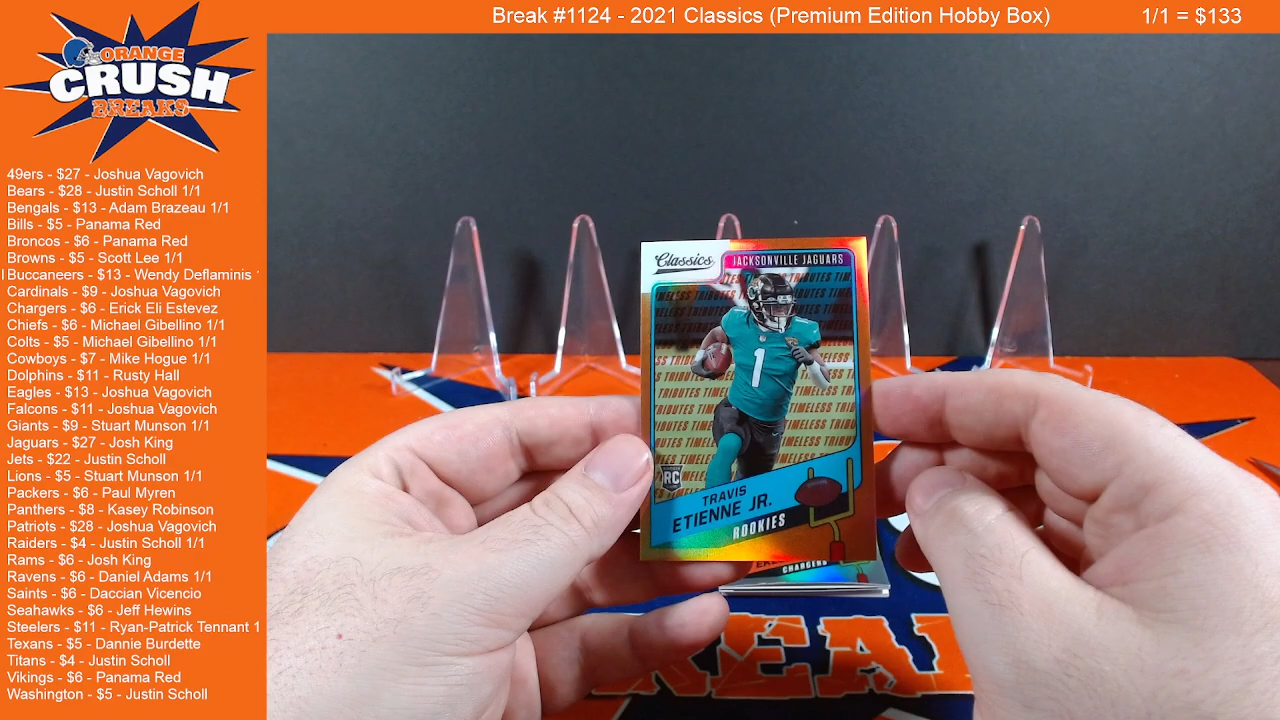 Break #1124 - 2021 Classics (Premium Edition Hobby Box)
1/1 = $133
ORANGE
CRUSH
BREAKS
49ers - $27 - Joshua Vagovich
Bears - $28 - Justin Scholl 1/1
Bengals - $13 - Adam Brazeau 1/1
Bills - $5 - Panama Red
Broncos - $6 - Panama Red
Browns - $5 - Scott Lee 1/1
Buccaneers - $13 - Wendy Deflaminis
Cardinals - $9 - Joshua Vagovich
Chargers - $6 - Erick Eli Estevez
Chiefs - $6 - Michael Gibellino 1/1
Colts - $5 - Michael Gibellino 1/1
Cowboys - $7 - Mike Hogue 1/1
Dolphins - $11 - Rusty Hall
Eagles - $13 - Joshua Vagovich
Falcons - $11 - Joshua Vagovich
Giants - $9 - Stuart Munson 1/1
Jaguars - $27 - Josh King
Jets - $22 - Justin Scholl
Lions - $5 - Stuart Munson 1/1
Packers - $6 - Paul Myren
Panthers - $8 - Kasey Robinson
Patriots - $28 - Joshua Vagovich
Raiders - $4 - Justin Scholl 1/1
Rams - $6 - Josh King
Ravens - $6 - Daniel Adams 1/1
Saints - $6 - Daccian Vicencio
Seahawks - $6 - Jeff Hewins
Steelers - $11 - Ryan-Patrick Tennant 1
Texans - $5 - Dannie Burdette
Titans - $4 - Justin Scholl
Vikings - $6 - Panama Red
Washington - $5 - Justin Scholl
Classics
JACKSONVILLE JAGUARS
TIMELESS TRIBUTES
1
RC
TRAVIS
ETIENNE JR.
ROOKIES
CHARGERS